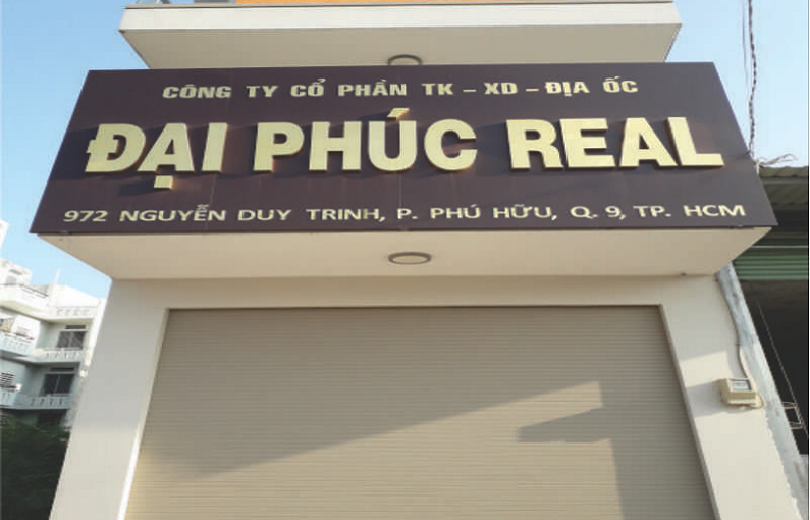 CÔNG TY CỔ PHẦN TK - XD - ĐỊA ỐC
ĐẠI PHÚC REAL
972 NGUYỄN DUY TRINH, P. PHÚ HỮU, Q. 9, TP. HCM